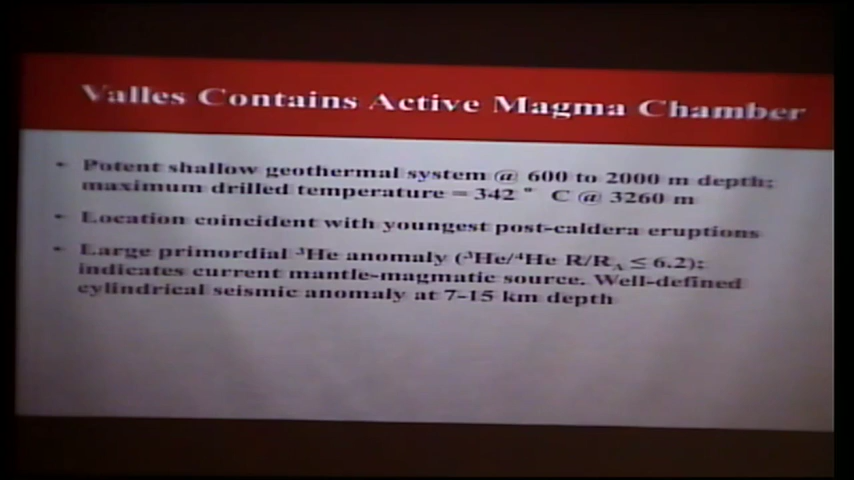 Valles Contains Active Magma Chamber
- Potent shallow geothermal system @ 600 to 2000 m depth;
maximum drilled temperature = 342 ° C @ 3260 m
- Location coincident with youngest post-caldera eruptions
- Large primordial ³He anomaly (³He/⁴He R/R_A ≤ 6.2);
indicates current mantle-magmatic source. Well-defined
cylindrical seismic anomaly at 7-15 km depth